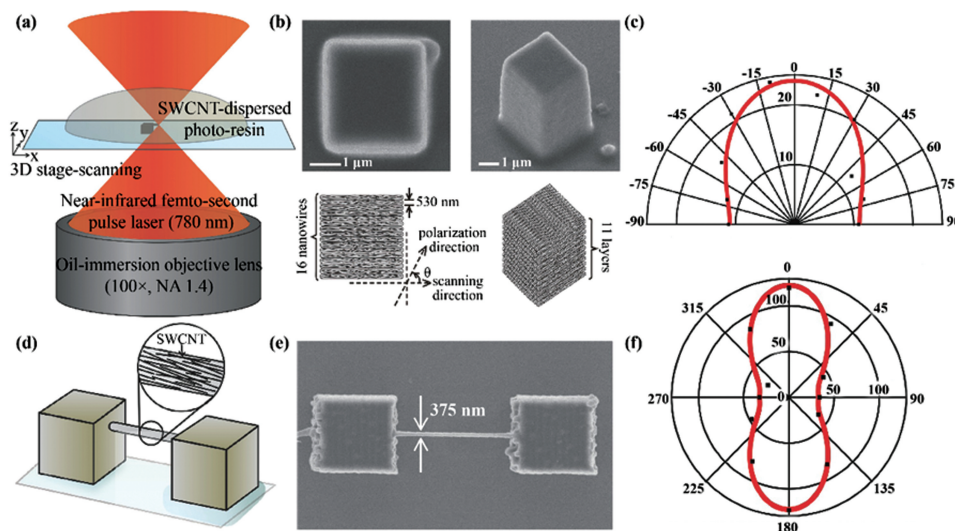 (a)
SWCNT-dispersed
photo-resin
z
y
x
3D stage-scanning
Near-infrared femto-second
pulse laser (780 nm)
Oil-immersion objective lens
(100×, NA 1.4)
(b)
1 μm
1 μm
16 nanowires
530 nm
polarization
direction
θ
scanning
direction
11 layers
(c)
0
-15
15
-30
30
-45
45
-60
60
-75
75
-90
90
20
10
(d)
SWCNT
(e)
375 nm
(f)
0
315
45
100
50
270
0
50
100
90
225
135
180